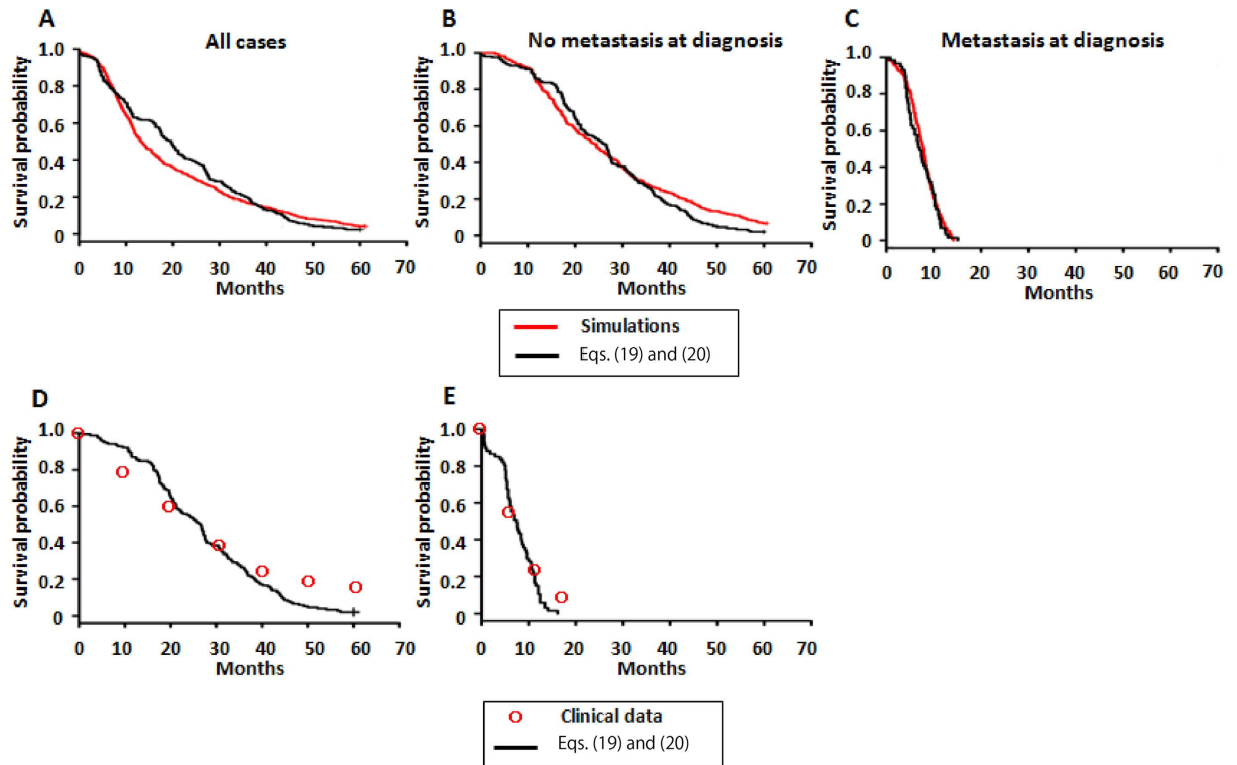 A
All cases
Survival probability
1.0
0.8
0.6
0.4
0.2
0
0 10 20 30 40 50 60 70
Months
B
No metastasis at diagnosis
Survival probability
1.0
0.8
0.6
0.4
0.2
0
0 10 20 30 40 50 60 70
Months
C
Metastasis at diagnosis
Survival probability
1.0
0.8
0.6
0.4
0.2
0
0 10 20 30 40 50 60 70
Months
Simulations
Eqs. (19) and (20)
D
Survival probability
1.0
0.8
0.6
0.4
0.2
0
0 10 20 30 40 50 60 70
Months
E
Survival probability
1.0
0.8
0.6
0.4
0.2
0
0 10 20 30 40 50 60 70
Months
Clinical data
Eqs. (19) and (20)